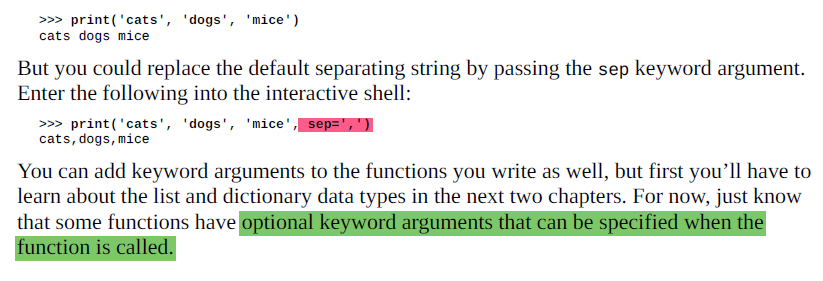 >>> print('cats', 'dogs', 'mice')
cats dogs mice
But you could replace the default separating string by passing the sep keyword argument.
Enter the following into the interactive shell:
>>> print('cats', 'dogs', 'mice', sep=',')
cats,dogs,mice
You can add keyword arguments to the functions you write as well, but first you’ll have to
learn about the list and dictionary data types in the next two chapters. For now, just know
that some functions have optional keyword arguments that can be specified when the
function is called.